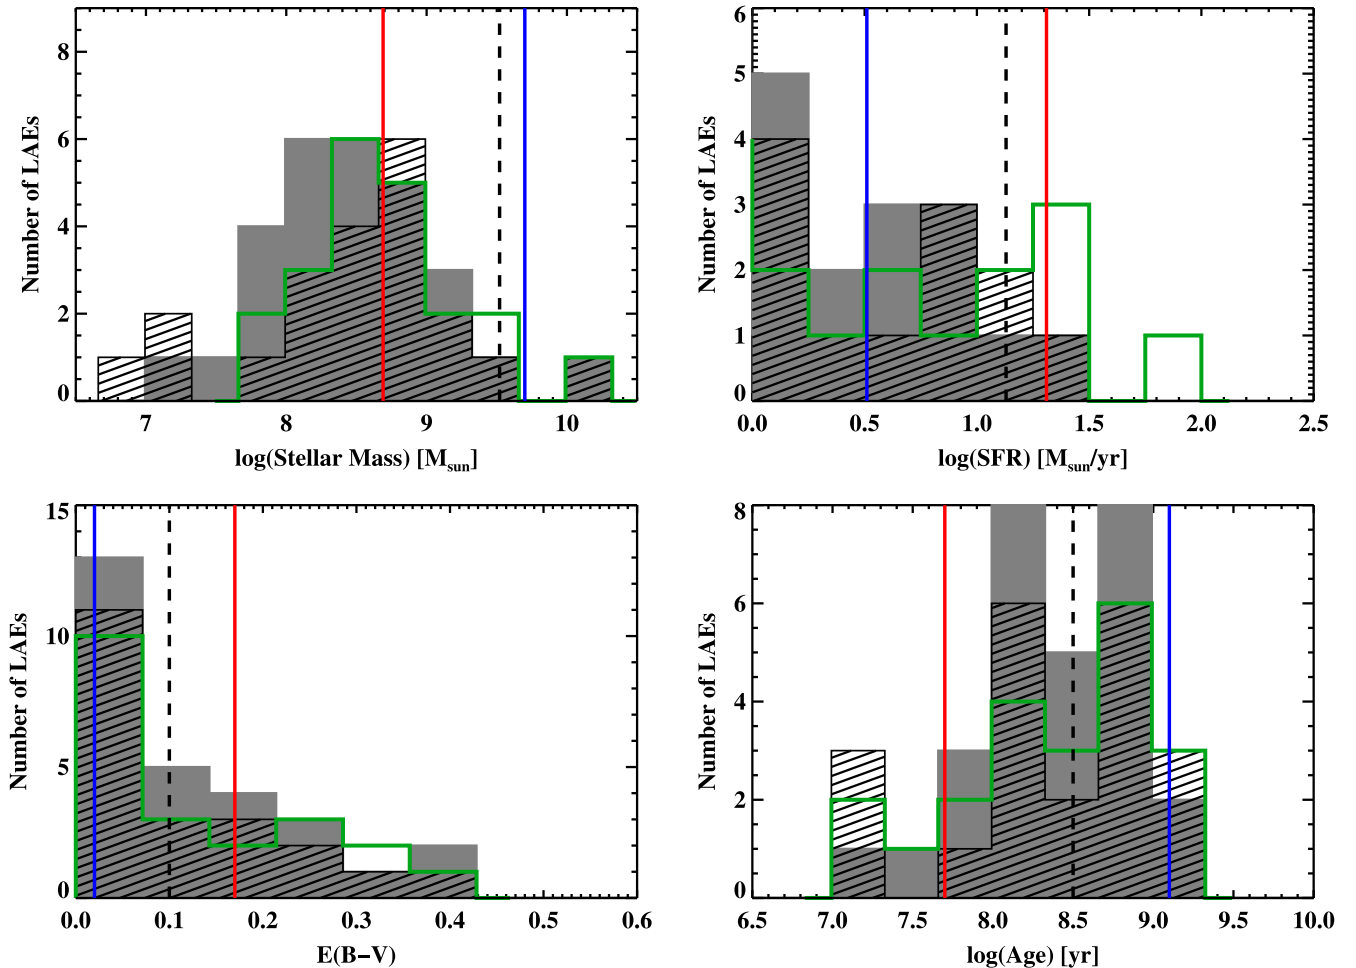 8
6
4
2
0
Number of LAEs
7 8 9 10
log(Stellar Mass) [M_sun]
6
5
4
3
2
1
0
Number of LAEs
0.0 0.5 1.0 1.5 2.0 2.5
log(SFR) [M_sun/yr]
15
10
5
0
Number of LAEs
0.0 0.1 0.2 0.3 0.4 0.5 0.6
E(B−V)
8
6
4
2
0
Number of LAEs
6.5 7.0 7.5 8.0 8.5 9.0 9.5 10.0
log(Age) [yr]